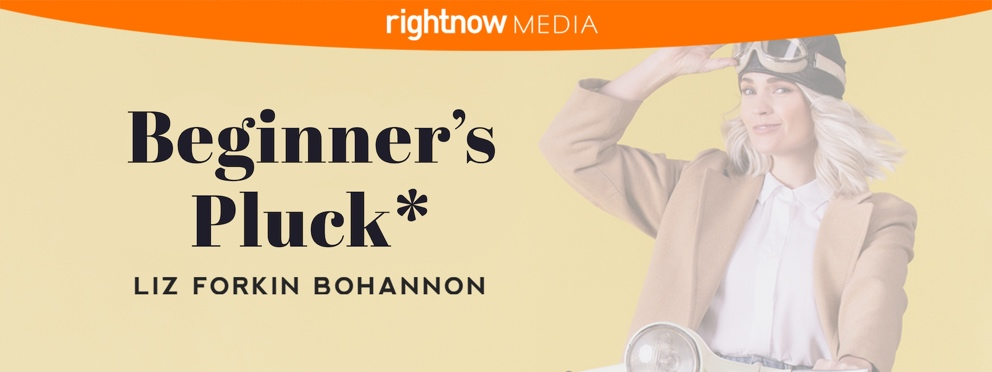 rightnow MEDIA
Beginner's
Pluck*
LIZ FORKIN BOHANNON